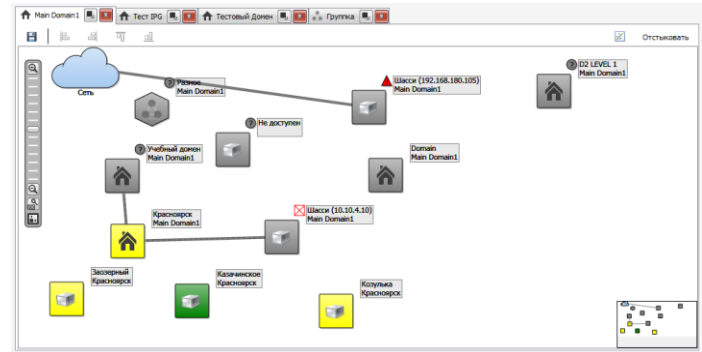 Main Domain1
Тест IPG
Тестовый Домен
Группка
Отстыковать
Сеть
Разное
Main Domain1
Шасси (192.168.180.105)
Main Domain1
D2 LEVEL 1
Main Domain1
Не доступен
Учебный домен
Main Domain1
Domain
Main Domain1
Красноярск
Main Domain1
Шасси (10.10.4.10)
Main Domain1
Заозерный
Красноярск
Казачинское
Красноярск
Козулька
Красноярск